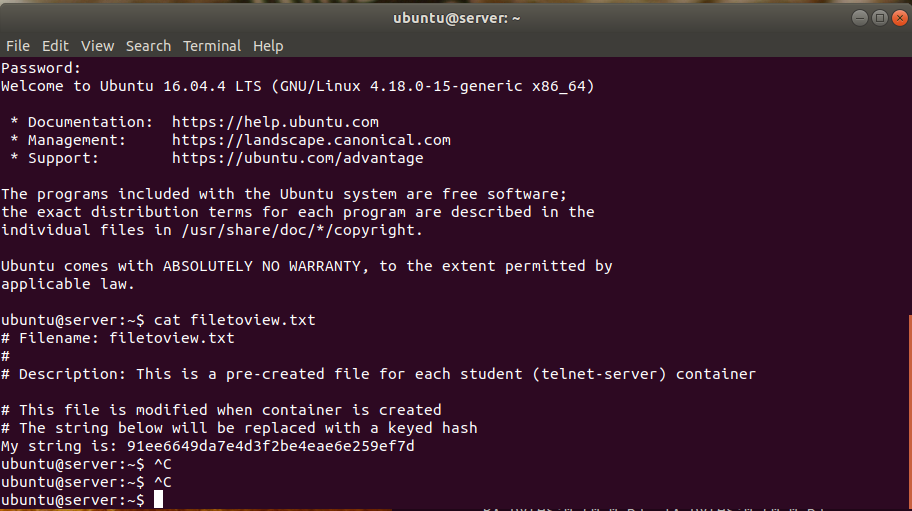 ubuntu@server: ~
File Edit View Search Terminal Help
Password:
Welcome to Ubuntu 16.04.4 LTS (GNU/Linux 4.18.0-15-generic x86_64)
* Documentation:  https://help.ubuntu.com
* Management:     https://landscape.canonical.com
* Support:        https://ubuntu.com/advantage
The programs included with the Ubuntu system are free software;
the exact distribution terms for each program are described in the
individual files in /usr/share/doc/*/copyright.
Ubuntu comes with ABSOLUTELY NO WARRANTY, to the extent permitted by
applicable law.
ubuntu@server:~$ cat filetoview.txt
# Filename: filetoview.txt
#
# Description: This is a pre-created file for each student (telnet-server) container
# This file is modified when container is created
# The string below will be replaced with a keyed hash
My string is: 91ee6649da7e4d3f2be4eae6e259ef7d
ubuntu@server:~$ ^C
ubuntu@server:~$ ^C
ubuntu@server:~$